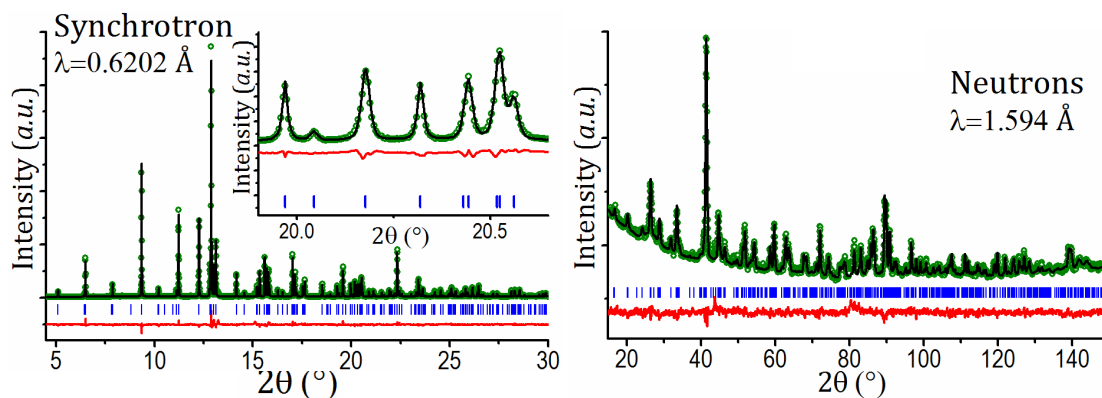 Synchrotron
λ=0.6202 Å
Intensity (a.u.)
Intensity (a.u.)
20.0
20.5
2θ (°)
5
10
15
20
25
30
2θ (°)
Neutrons
λ=1.594 Å
Intensity (a.u.)
20
40
60
80
100
120
140
2θ (°)